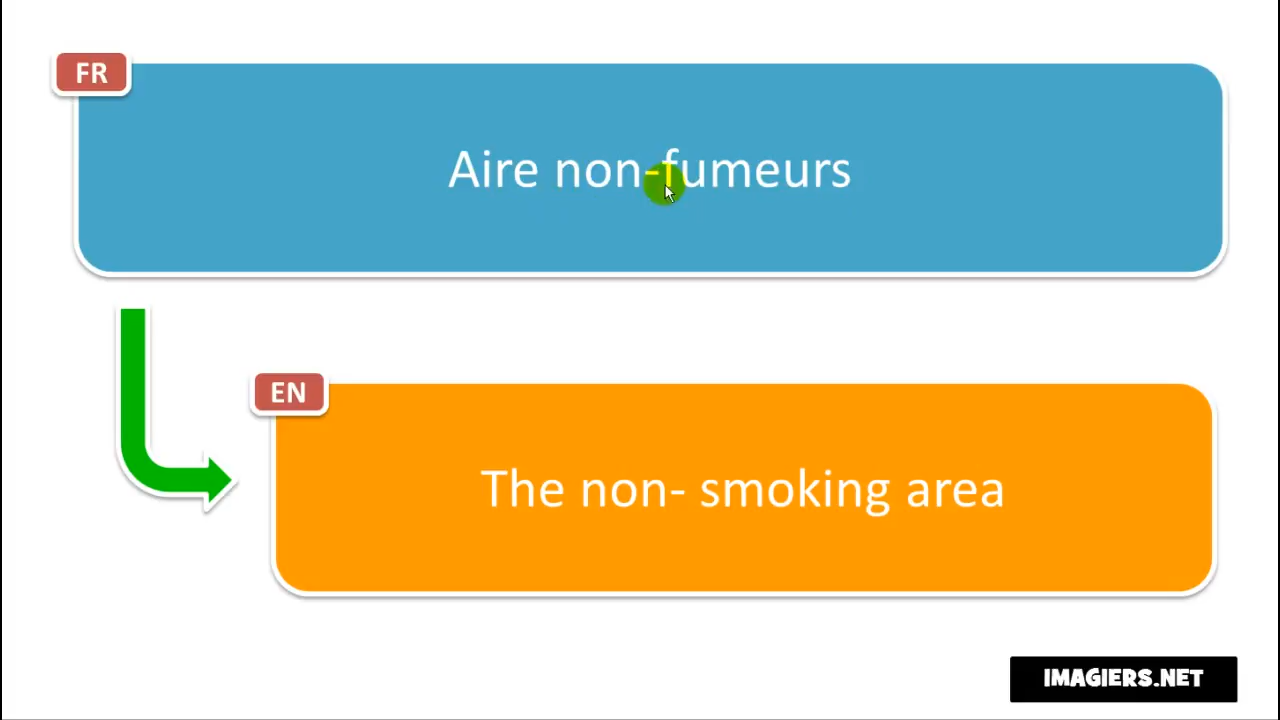 FR
Aire non-fumeurs
EN
The non- smoking area
IMAGIERS.NET